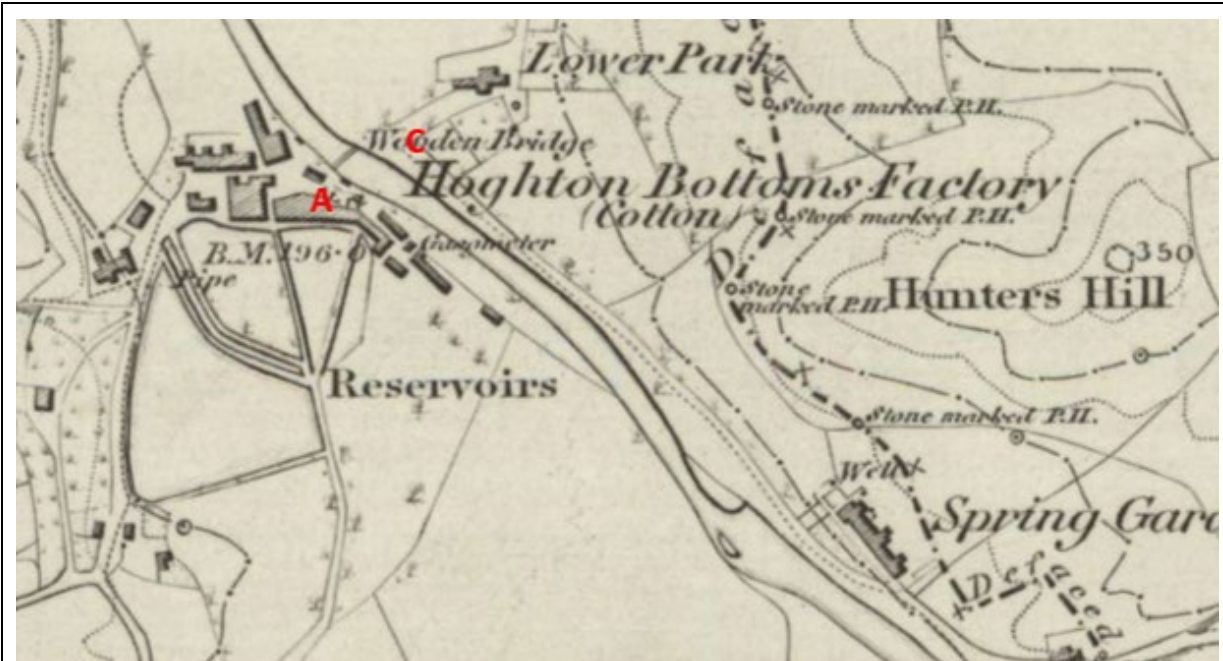 Lower Park
Stone marked P.H.
Wooden Bridge
C
Hoghton Bottoms Factory
(Cotton)
A
Stone marked P.H.
Gasometer
B.M. 196.0
Pipe
350
Stone
marked P.H.
Hunters Hill
Reservoirs
Stone marked P.H.
Well
Spring Gard
Defaced